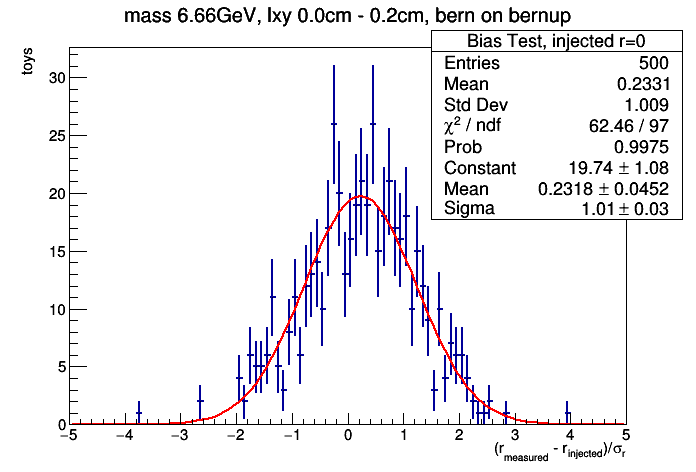 mass 6.66GeV, lxy 0.0cm - 0.2cm, bern on bernup
Bias Test, injected r=0
Entries 500
Mean 0.2331
Std Dev 1.009
χ² / ndf 62.46 / 97
Prob 0.9975
Constant 19.74 ± 1.08
Mean 0.2318 ± 0.0452
Sigma 1.01 ± 0.03
toys
30
25
20
15
10
5
0
−5 −4 −3 −2 −1 0 1 2 3 4 5
(r_measured - r_injected)/σ_r